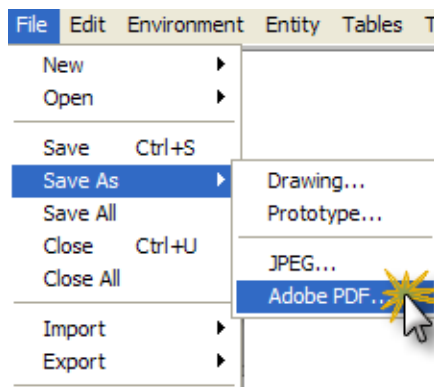 File Edit Environment Entity Tables T
New
Open
Save Ctrl+S
Save As
Save All
Close Ctrl+U
Close All
Import
Export
Drawing...
Prototype...
JPEG...
Adobe PDF...